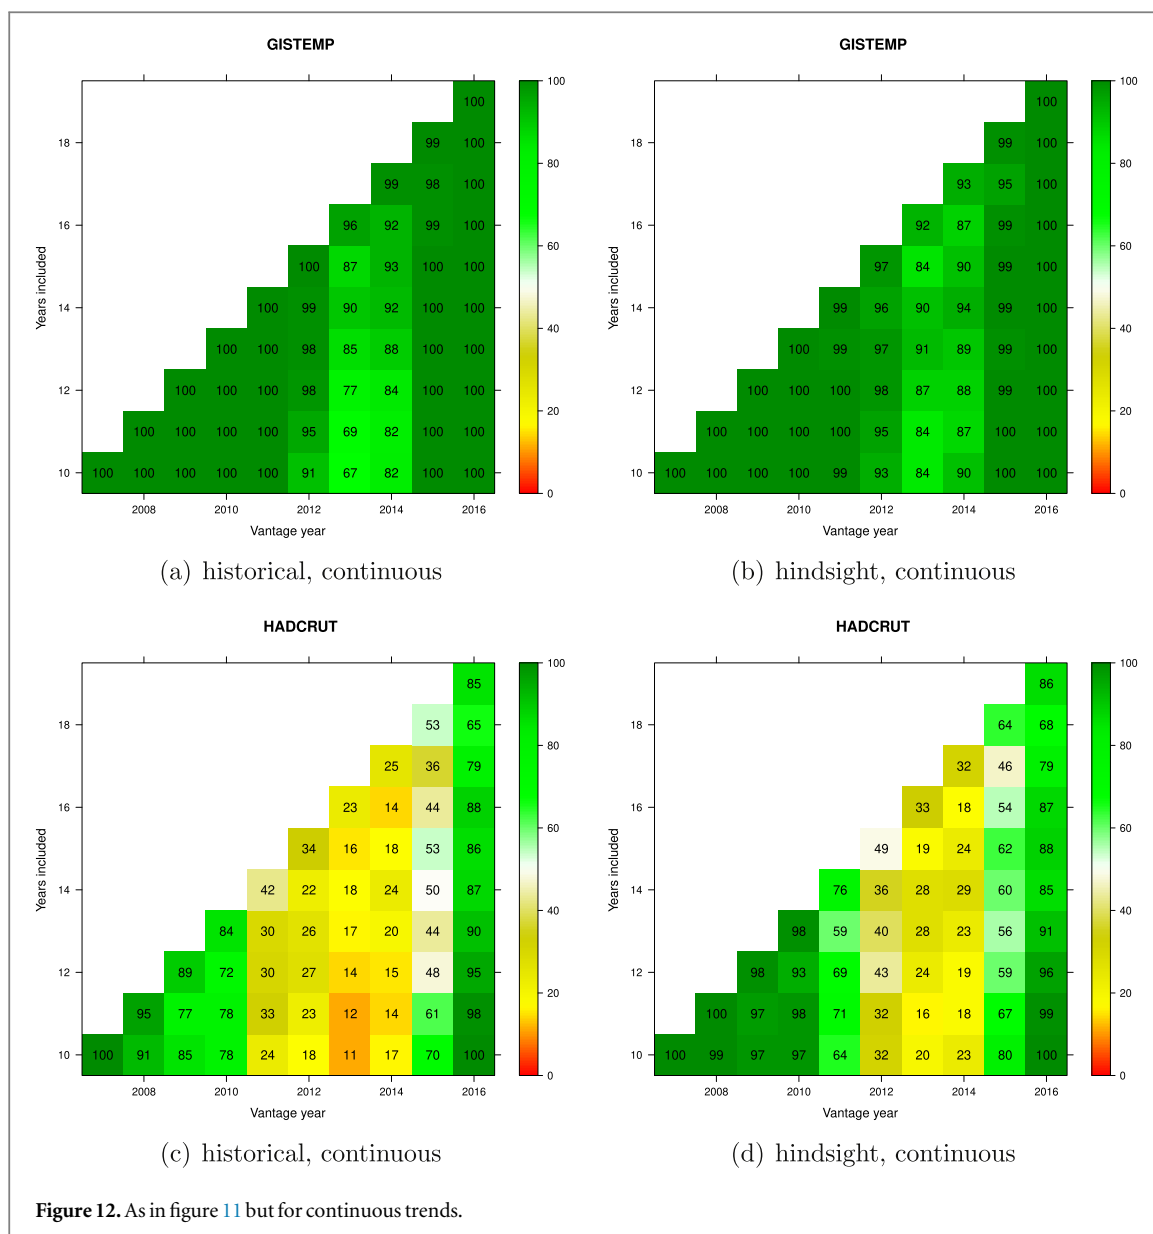 GISTEMP
100
18 99 100 100
99 98 100 80
16 96 92 99 100
100 87 93 100 100 60
14 100 99 90 92 100 100
100 100 98 85 88 100 100 40
12 100 100 100 98 77 84 100 100
100 100 100 100 95 69 82 100 100 20
10 100 100 100 100 100 91 67 82 100 100
0
2008 2010 2012 2014 2016
Vantage year
Years included
(a) historical, continuous
GISTEMP
100
100
18 99 100
93 95 100 80
16 92 87 99 100
97 84 90 99 100 60
14 99 96 90 94 99 100
100 99 97 91 89 99 100 40
12 100 100 100 98 87 88 99 100
100 100 100 100 95 84 87 100 100 20
10 100 100 100 100 99 93 84 90 100 100
0
2008 2010 2012 2014 2016
Vantage year
Years included
(b) hindsight, continuous
HADCRUT
100
85
18 53 65
25 36 79 80
16 23 14 44 88
34 16 18 53 86 60
14 42 22 18 24 50 87
84 30 26 17 20 44 90 40
12 89 72 30 27 14 15 48 95
95 77 78 33 23 12 14 61 98 20
10 100 91 85 78 24 18 11 17 70 100
0
2008 2010 2012 2014 2016
Vantage year
Years included
(c) historical, continuous
HADCRUT
100
86
18 64 68
32 46 79 80
16 33 18 54 87
49 19 24 62 88 60
14 76 36 28 29 60 85
98 59 40 28 23 56 91 40
12 98 93 69 43 24 19 59 96
100 97 98 71 32 16 18 67 99 20
10 100 99 97 97 64 32 20 23 80 100
0
2008 2010 2012 2014 2016
Vantage year
Years included
(d) hindsight, continuous
Figure 12. As in figure 11 but for continuous trends.